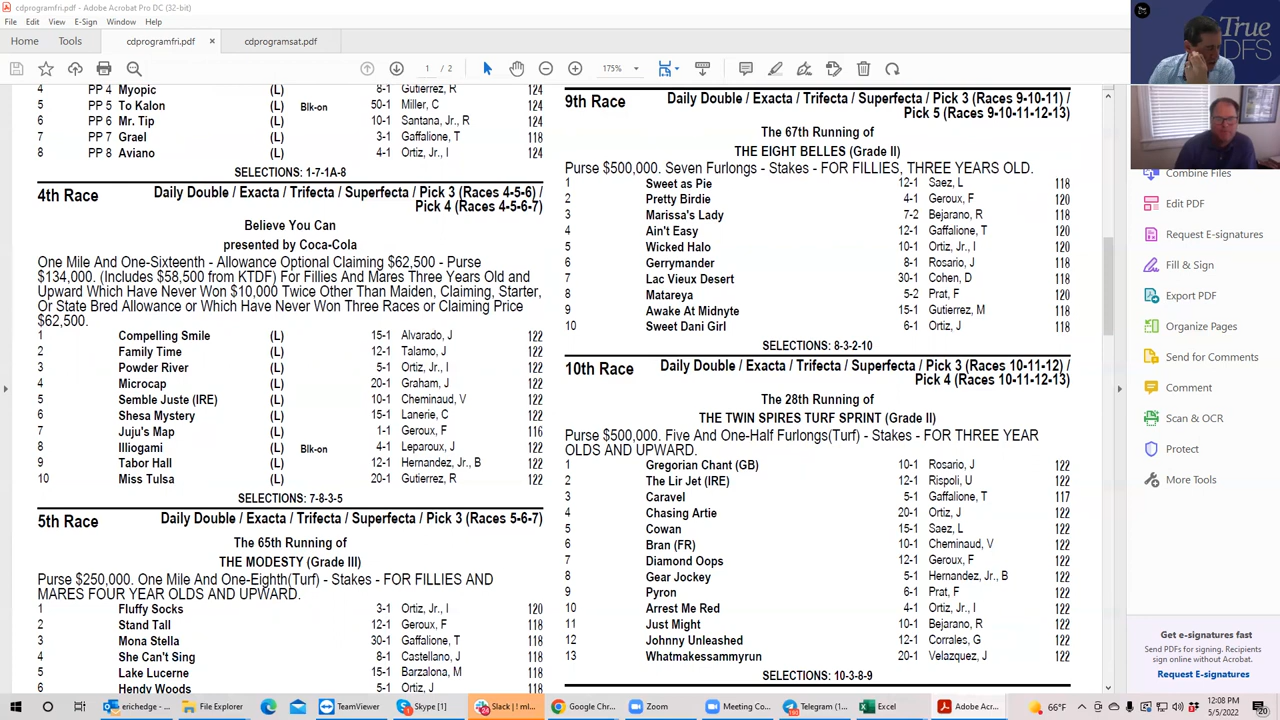 cdprogramfri.pdf - Adobe Acrobat Pro DC (32-bit)
File Edit View E-Sign Window Help
Home Tools cdprogramfri.pdf × cdprogramsat.pdf
1 / 2 175%
4 PP 4 Myopic (L) 8-1 Gutierrez, R 124
5 PP 5 To Kalon (L) Blk-on 50-1 Miller, C 124
6 PP 6 Mr. Tip (L) 10-1 Santana, Jr., R 124
7 PP 7 Grael (L) 3-1 Gaffalione, T 118
8 PP 8 Aviano (L) 4-1 Ortiz, Jr., I 124
SELECTIONS: 1-7-1A-8
4th Race Daily Double / Exacta / Trifecta / Superfecta / Pick 3 (Races 4-5-6) /
Pick 4 (Races 4-5-6-7)
Believe You Can
presented by Coca-Cola
One Mile And One-Sixteenth - Allowance Optional Claiming $62,500 - Purse
$134,000. (Includes $58,500 from KTDF) For Fillies And Mares Three Years Old and
Upward Which Have Never Won $10,000 Twice Other Than Maiden, Claiming, Starter,
Or State Bred Allowance or Which Have Never Won Three Races or Claiming Price
$62,500.
1 Compelling Smile (L) 15-1 Alvarado, J 122
2 Family Time (L) 12-1 Talamo, J 122
3 Powder River (L) 5-1 Ortiz, Jr., I 122
4 Microcap (L) 20-1 Graham, J 122
5 Semble Juste (IRE) (L) 10-1 Cheminaud, V 122
6 Shesa Mystery (L) 15-1 Lanerie, C 122
7 Juju's Map (L) 1-1 Geroux, F 116
8 Illiogami (L) Blk-on 4-1 Leparoux, J 122
9 Tabor Hall (L) 12-1 Hernandez, Jr., B 122
10 Miss Tulsa (L) 20-1 Gutierrez, R 122
SELECTIONS: 7-8-3-5
5th Race Daily Double / Exacta / Trifecta / Superfecta / Pick 3 (Races 5-6-7)
The 65th Running of
THE MODESTY (Grade III)
Purse $250,000. One Mile And One-Eighth(Turf) - Stakes - FOR FILLIES AND
MARES FOUR YEAR OLDS AND UPWARD.
1 Fluffy Socks 3-1 Ortiz, Jr., I 120
2 Stand Tall 12-1 Geroux, F 118
3 Mona Stella 30-1 Gaffalione, T 118
4 She Can't Sing 8-1 Castellano, J 118
5 Lake Lucerne 15-1 Barzalona, M 118
6 Hendy Woods 5-1 Ortiz, J 118
9th Race Daily Double / Exacta / Trifecta / Superfecta / Pick 3 (Races 9-10-11) /
Pick 5 (Races 9-10-11-12-13)
The 67th Running of
THE EIGHT BELLES (Grade II)
Purse $500,000. Seven Furlongs - Stakes - FOR FILLIES, THREE YEARS OLD.
1 Sweet as Pie 12-1 Saez, L 118
2 Pretty Birdie 4-1 Geroux, F 120
3 Marissa's Lady 7-2 Bejarano, R 118
4 Ain't Easy 12-1 Gaffalione, T 120
5 Wicked Halo 10-1 Ortiz, Jr., I 120
6 Gerrymander 8-1 Rosario, J 118
7 Lac Vieux Desert 30-1 Cohen, D 118
8 Matareya 5-2 Prat, F 120
9 Awake At Midnyte 15-1 Gutierrez, M 118
10 Sweet Dani Girl 6-1 Ortiz, J 118
SELECTIONS: 8-3-2-10
10th Race Daily Double / Exacta / Trifecta / Superfecta / Pick 3 (Races 10-11-12) /
Pick 4 (Races 10-11-12-13)
The 28th Running of
THE TWIN SPIRES TURF SPRINT (Grade II)
Purse $500,000. Five And One-Half Furlongs(Turf) - Stakes - FOR THREE YEAR
OLDS AND UPWARD.
1 Gregorian Chant (GB) 10-1 Rosario, J 122
2 The Lir Jet (IRE) 12-1 Rispoli, U 122
3 Caravel 5-1 Gaffalione, T 117
4 Chasing Artie 20-1 Ortiz, J 122
5 Cowan 15-1 Saez, L 122
6 Bran (FR) 10-1 Cheminaud, V 122
7 Diamond Oops 12-1 Geroux, F 122
8 Gear Jockey 5-1 Hernandez, Jr., B 122
9 Pyron 6-1 Prat, F 122
10 Arrest Me Red 4-1 Ortiz, Jr., I 122
11 Just Might 10-1 Bejarano, R 122
12 Johnny Unleashed 12-1 Corrales, G 122
13 Whatmakessammyrun 20-1 Velazquez, J 122
SELECTIONS: 10-3-8-9
True
DFS
Combine Files
Edit PDF
Request E-signatures
Fill & Sign
Export PDF
Organize Pages
Send for Comments
Comment
Scan & OCR
Protect
More Tools
Get e-signatures fast
Send PDFs for signing. Recipients
sign online without Acrobat.
Request E-signatures
erichedge ... File Explorer TeamViewer Skype [1] Slack | ! ml... Google Chr... Zoom Meeting Co... Telegram (1... Excel Adobe Acr... 66°F 12:08 PM
5/5/2022